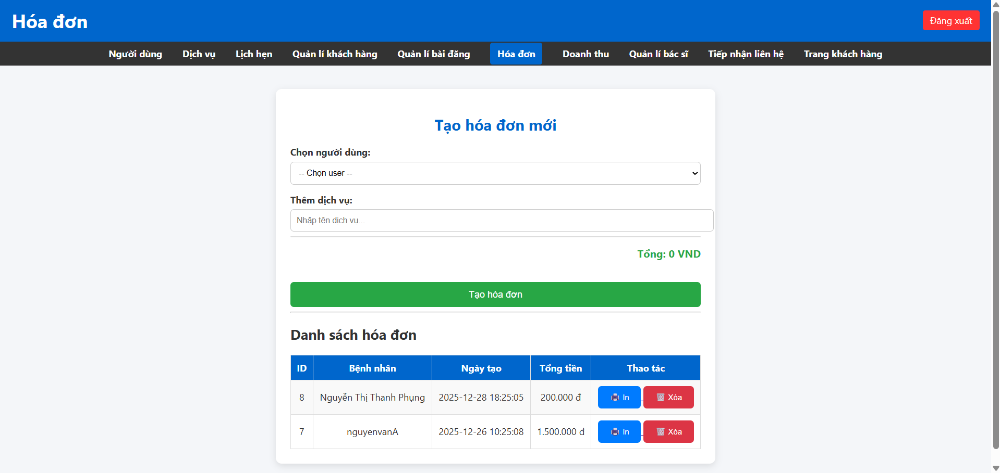 Hóa đơn
Đăng xuất
Người dùng Dịch vụ Lịch hẹn Quản lí khách hàng Quản lí bài đăng Hóa đơn Doanh thu Quản lí bác sĩ Tiếp nhận liên hệ Trang khách hàng
Tạo hóa đơn mới
Chọn người dùng:
-- Chọn user --
Thêm dịch vụ:
Nhập tên dịch vụ...
Tổng: 0 VND
Tạo hóa đơn
Danh sách hóa đơn
ID Bệnh nhân Ngày tạo Tổng tiền Thao tác
8 Nguyễn Thị Thanh Phụng 2025-12-28 18:25:05 200.000 đ In Xóa
7 nguyenvanA 2025-12-26 10:25:08 1.500.000 đ In Xóa